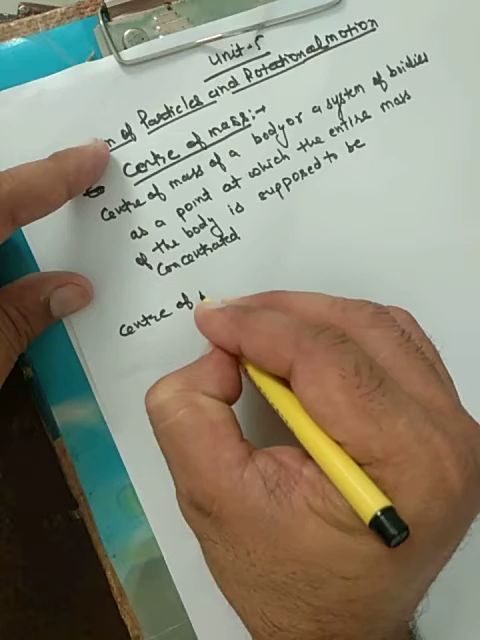 Unit-5
of Particles and Rotational motion
Centre of mass:→
Centre of mass of a body or a system of boidies
as a point at which the entire mass
of the body is supposed to be
Concentrated
Centre of